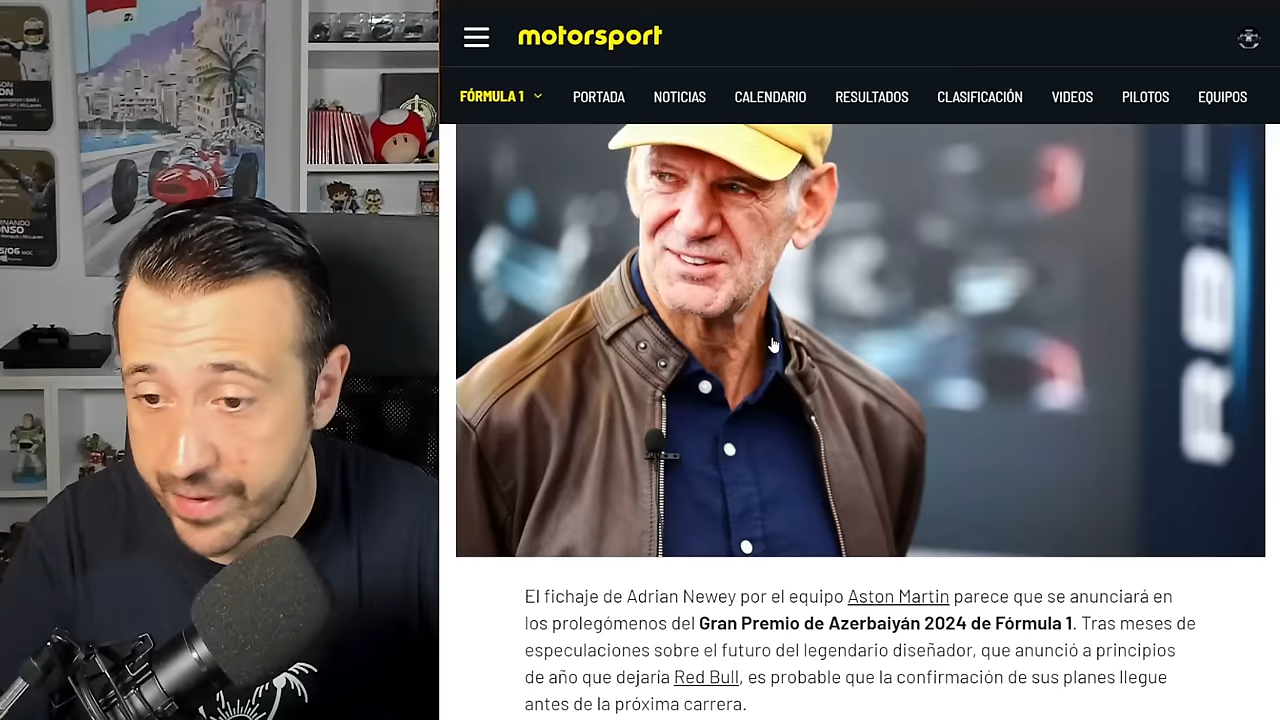 motorsport
FÓRMULA 1 PORTADA NOTICIAS CALENDARIO RESULTADOS CLASIFICACIÓN VIDEOS PILOTOS EQUIPOS
RB
El fichaje de Adrian Newey por el equipo Aston Martin parece que se anunciará en
los prolegómenos del Gran Premio de Azerbaiyán 2024 de Fórmula 1. Tras meses de
especulaciones sobre el futuro del legendario diseñador, que anunció a principios
de año que dejaría Red Bull, es probable que la confirmación de sus planes llegue
antes de la próxima carrera.